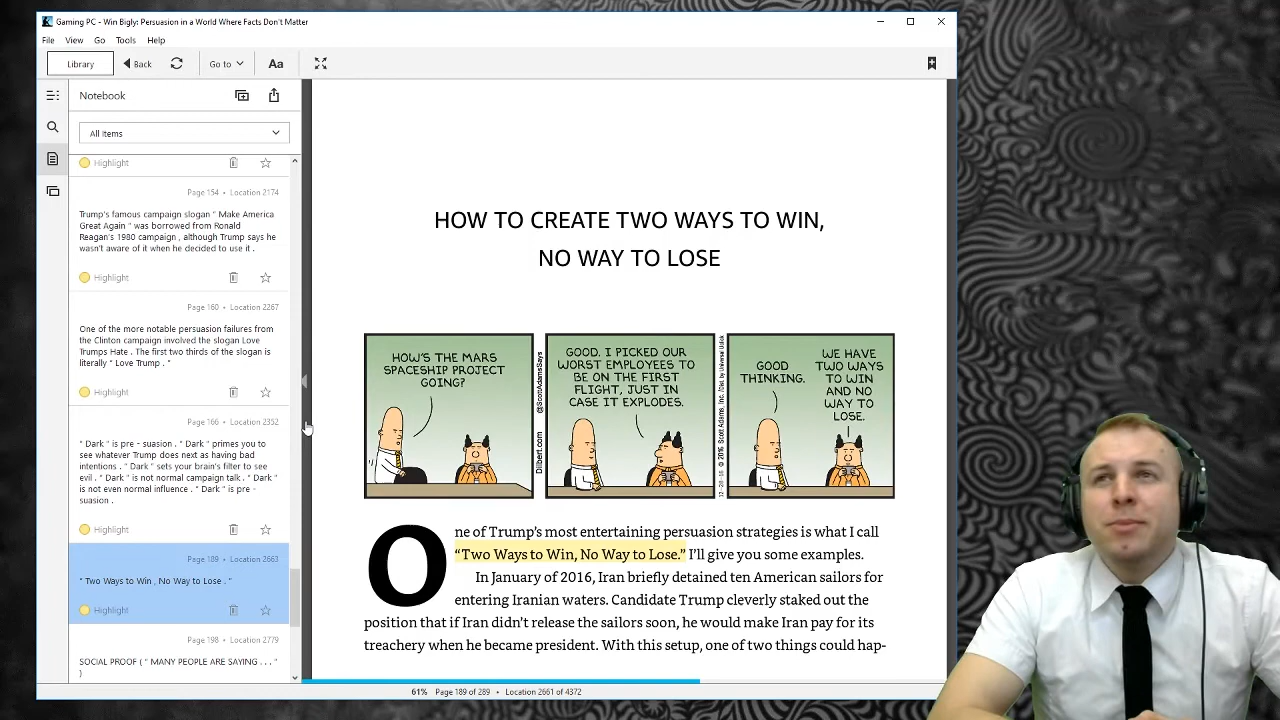 Gaming PC - Win Bigly: Persuasion in a World Where Facts Don't Matter
File View Go Tools Help
Library Back Go to Aa
Notebook
All Items
Highlight
Page 154 • Location 2174
Trump's famous campaign slogan " Make America
Great Again " was borrowed from Ronald
Reagan's 1980 campaign , although Trump says he
wasn't aware of it when he decided to use it .
Highlight
Page 160 • Location 2267
One of the more notable persuasion failures from
the Clinton campaign involved the slogan Love
Trumps Hate . The first two thirds of the slogan is
literally " Love Trump . "
Highlight
Page 166 • Location 2352
" Dark " is pre - suasion . " Dark " primes you to
see whatever Trump does next as having bad
intentions . " Dark " sets your brain's filter to see
evil . " Dark " is not normal campaign talk . " Dark "
is not even normal influence . " Dark " is pre -
suasion .
Highlight
Page 189 • Location 2663
" Two Ways to Win , No Way to Lose . "
Highlight
Page 198 • Location 2779
SOCIAL PROOF ( " MANY PEOPLE ARE SAYING . . . "
)
HOW TO CREATE TWO WAYS TO WIN,
NO WAY TO LOSE
HOW'S THE MARS
SPACESHIP PROJECT
GOING?
Dilbert.com @ScottAdamsSays
GOOD. I PICKED OUR
WORST EMPLOYEES TO
BE ON THE FIRST
FLIGHT, JUST IN
CASE IT EXPLODES.
12-28-16 © 2016 Scott Adams, Inc. /Dist. by Universal Uclick
GOOD
THINKING.
WE HAVE
TWO WAYS
TO WIN
AND NO
WAY TO
LOSE.
One of Trump's most entertaining persuasion strategies is what I call
“Two Ways to Win, No Way to Lose.” I'll give you some examples.
In January of 2016, Iran briefly detained ten American sailors for
entering Iranian waters. Candidate Trump cleverly staked out the
position that if Iran didn't release the sailors soon, he would make Iran pay for its
treachery when he became president. With this setup, one of two things could hap-
61% Page 189 of 289 • Location 2661 of 4372